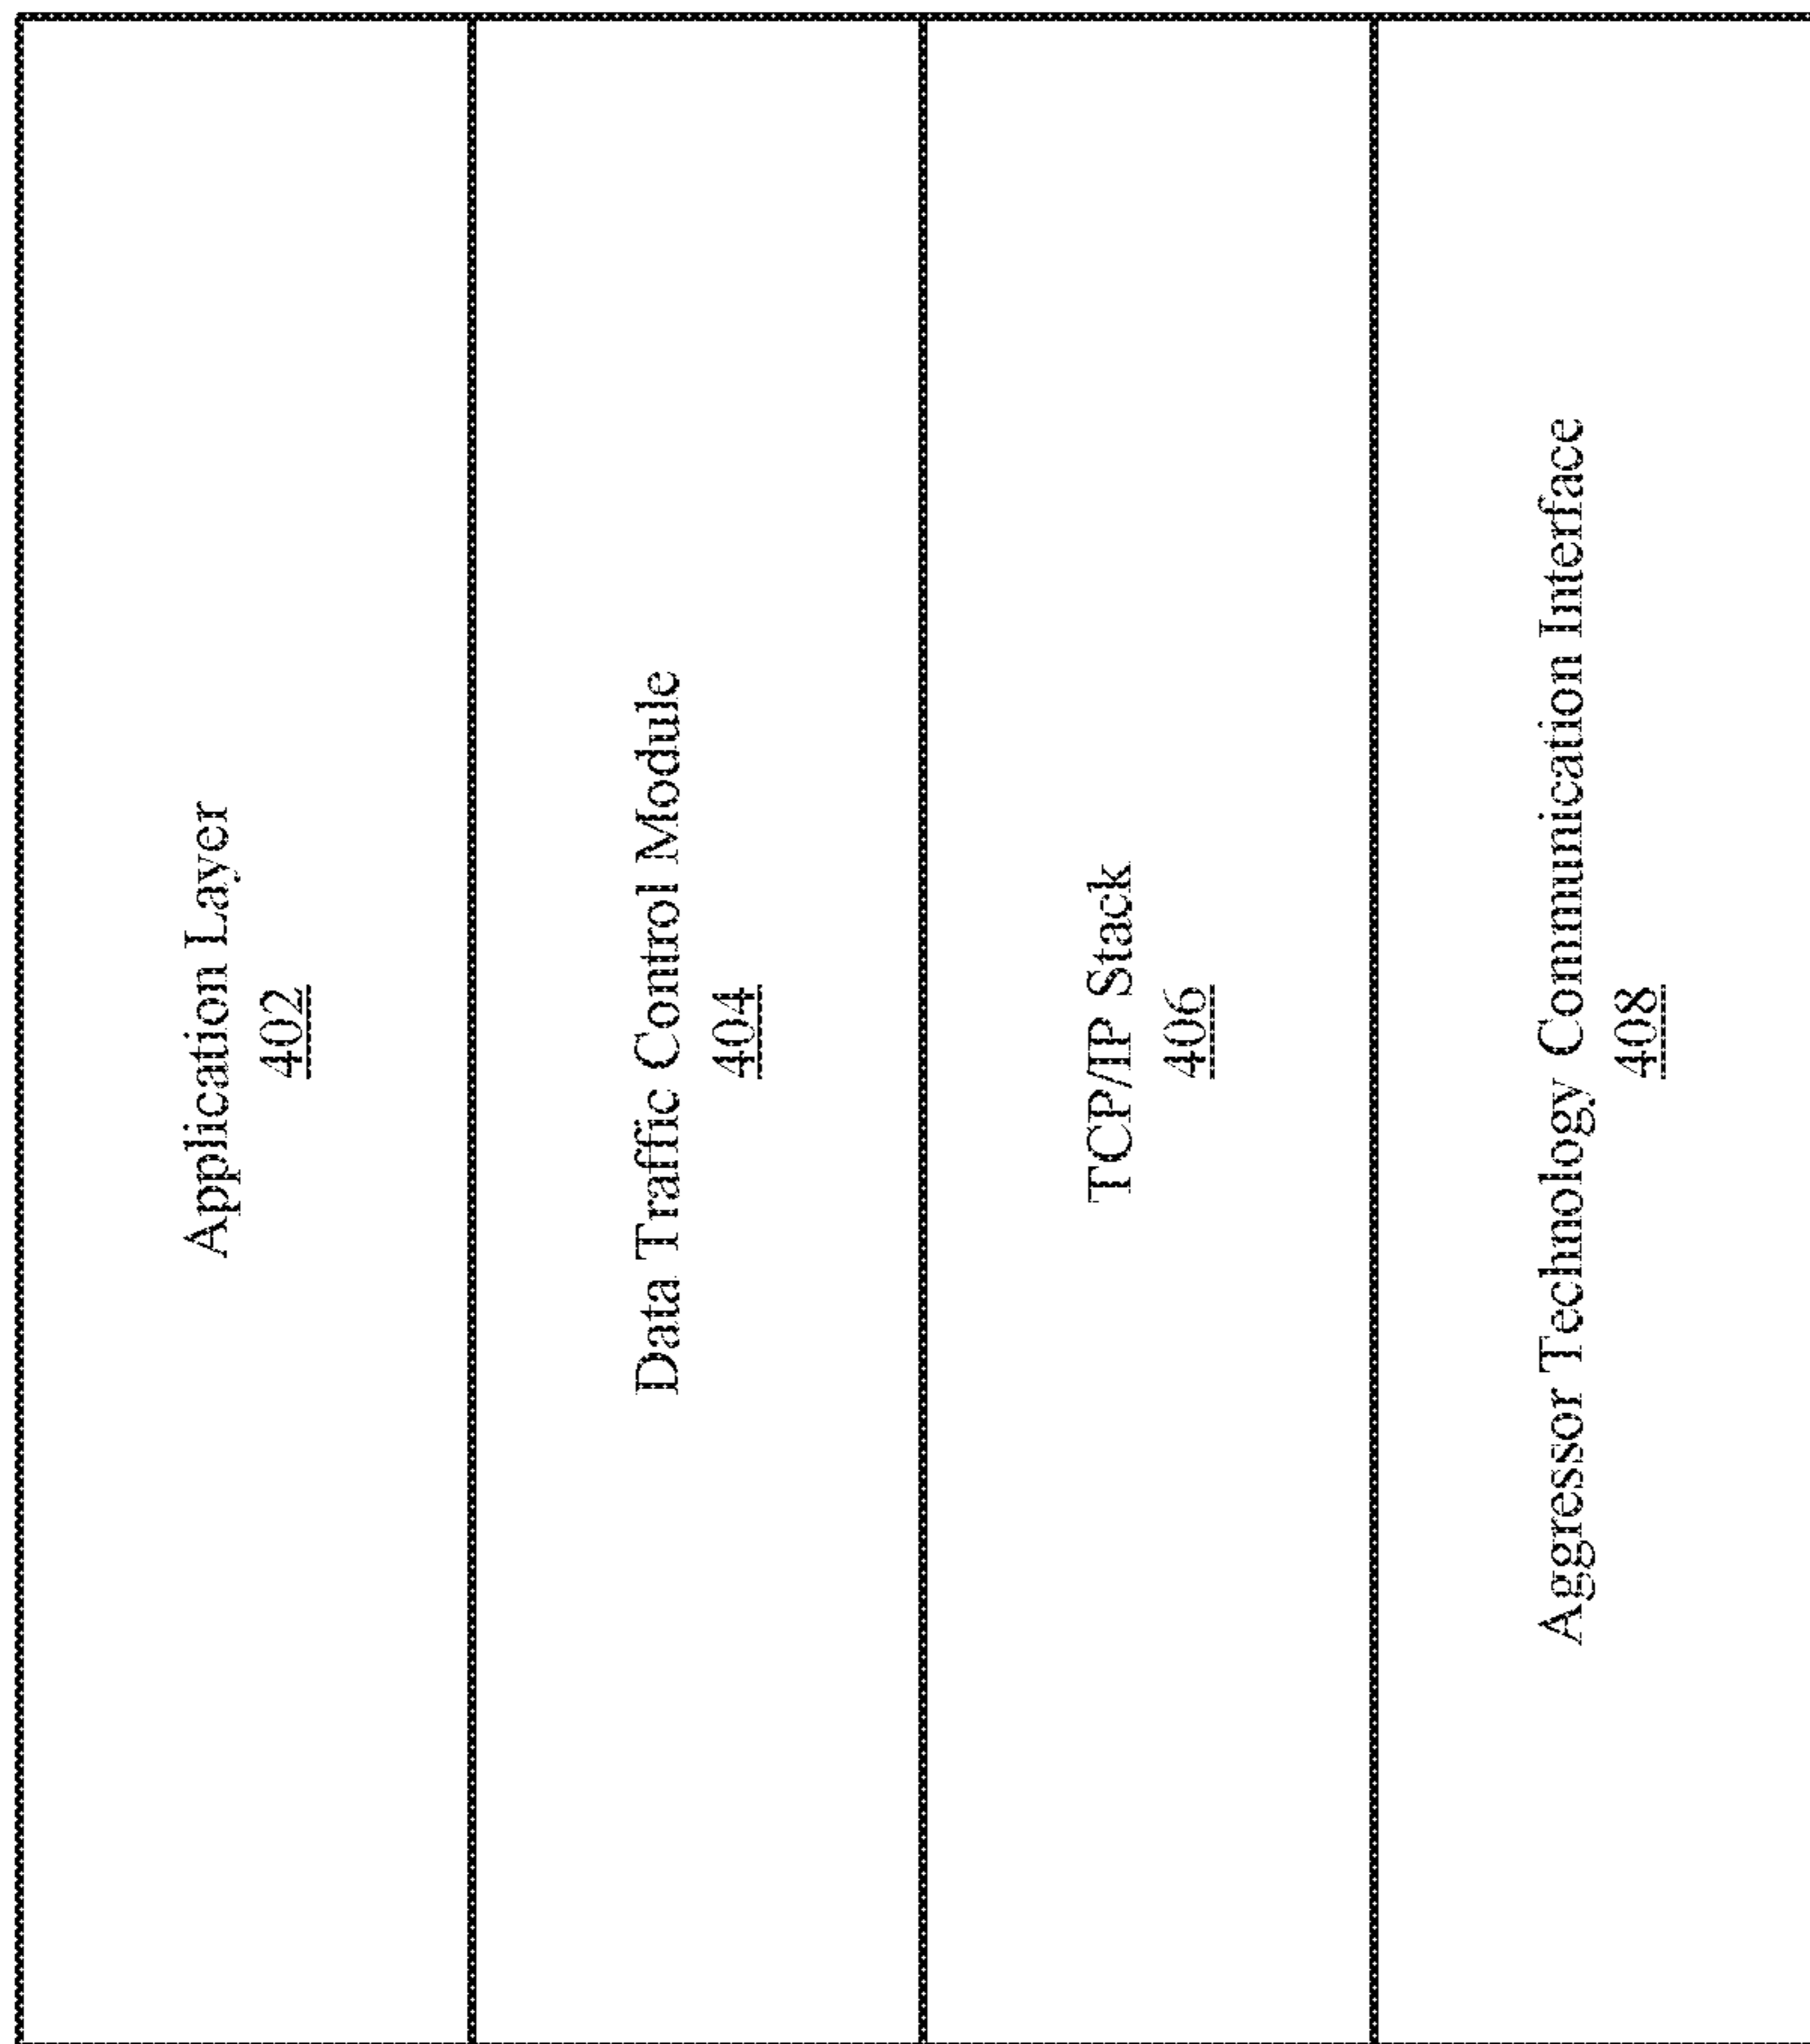 Application Layer
402
Data Traffic Control Module
404
TCP/IP Stack
406
Aggressor Technology Communication Interface
408